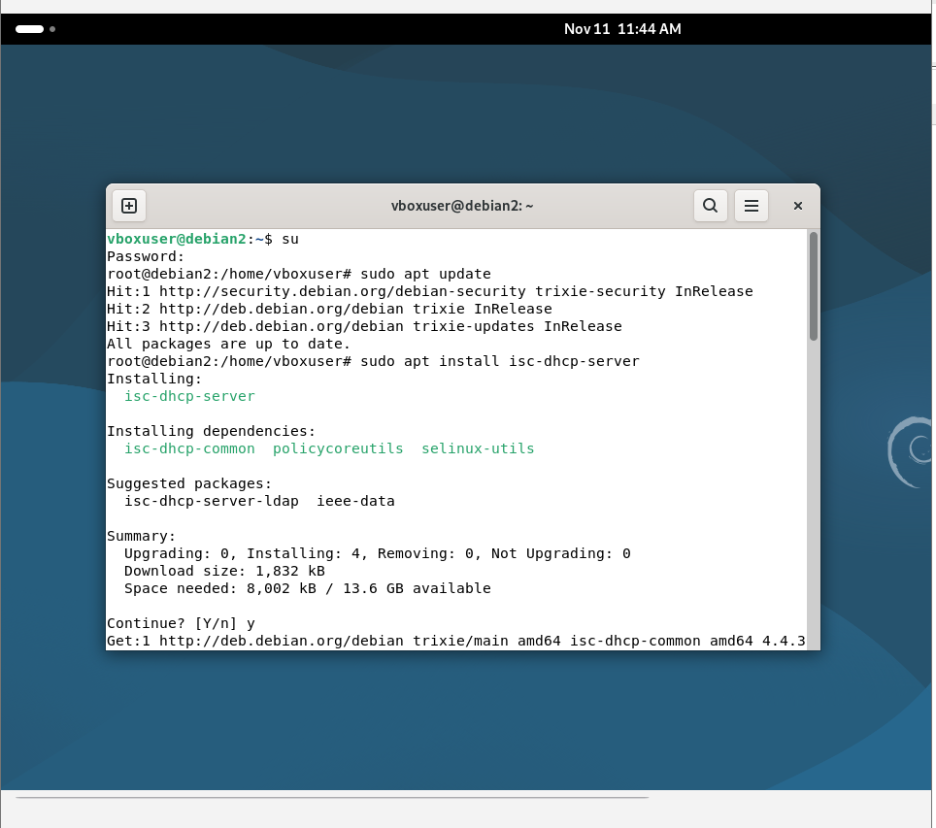 Nov 11 11:44 AM
vboxuser@debian2: ~
vboxuser@debian2:~$ su
Password:
root@debian2:/home/vboxuser# sudo apt update
Hit:1 http://security.debian.org/debian-security trixie-security InRelease
Hit:2 http://deb.debian.org/debian trixie InRelease
Hit:3 http://deb.debian.org/debian trixie-updates InRelease
All packages are up to date.
root@debian2:/home/vboxuser# sudo apt install isc-dhcp-server
Installing:
  isc-dhcp-server
Installing dependencies:
  isc-dhcp-common  policycoreutils  selinux-utils
Suggested packages:
  isc-dhcp-server-ldap  ieee-data
Summary:
  Upgrading: 0, Installing: 4, Removing: 0, Not Upgrading: 0
  Download size: 1,832 kB
  Space needed: 8,002 kB / 13.6 GB available
Continue? [Y/n] y
Get:1 http://deb.debian.org/debian trixie/main amd64 isc-dhcp-common amd64 4.4.3